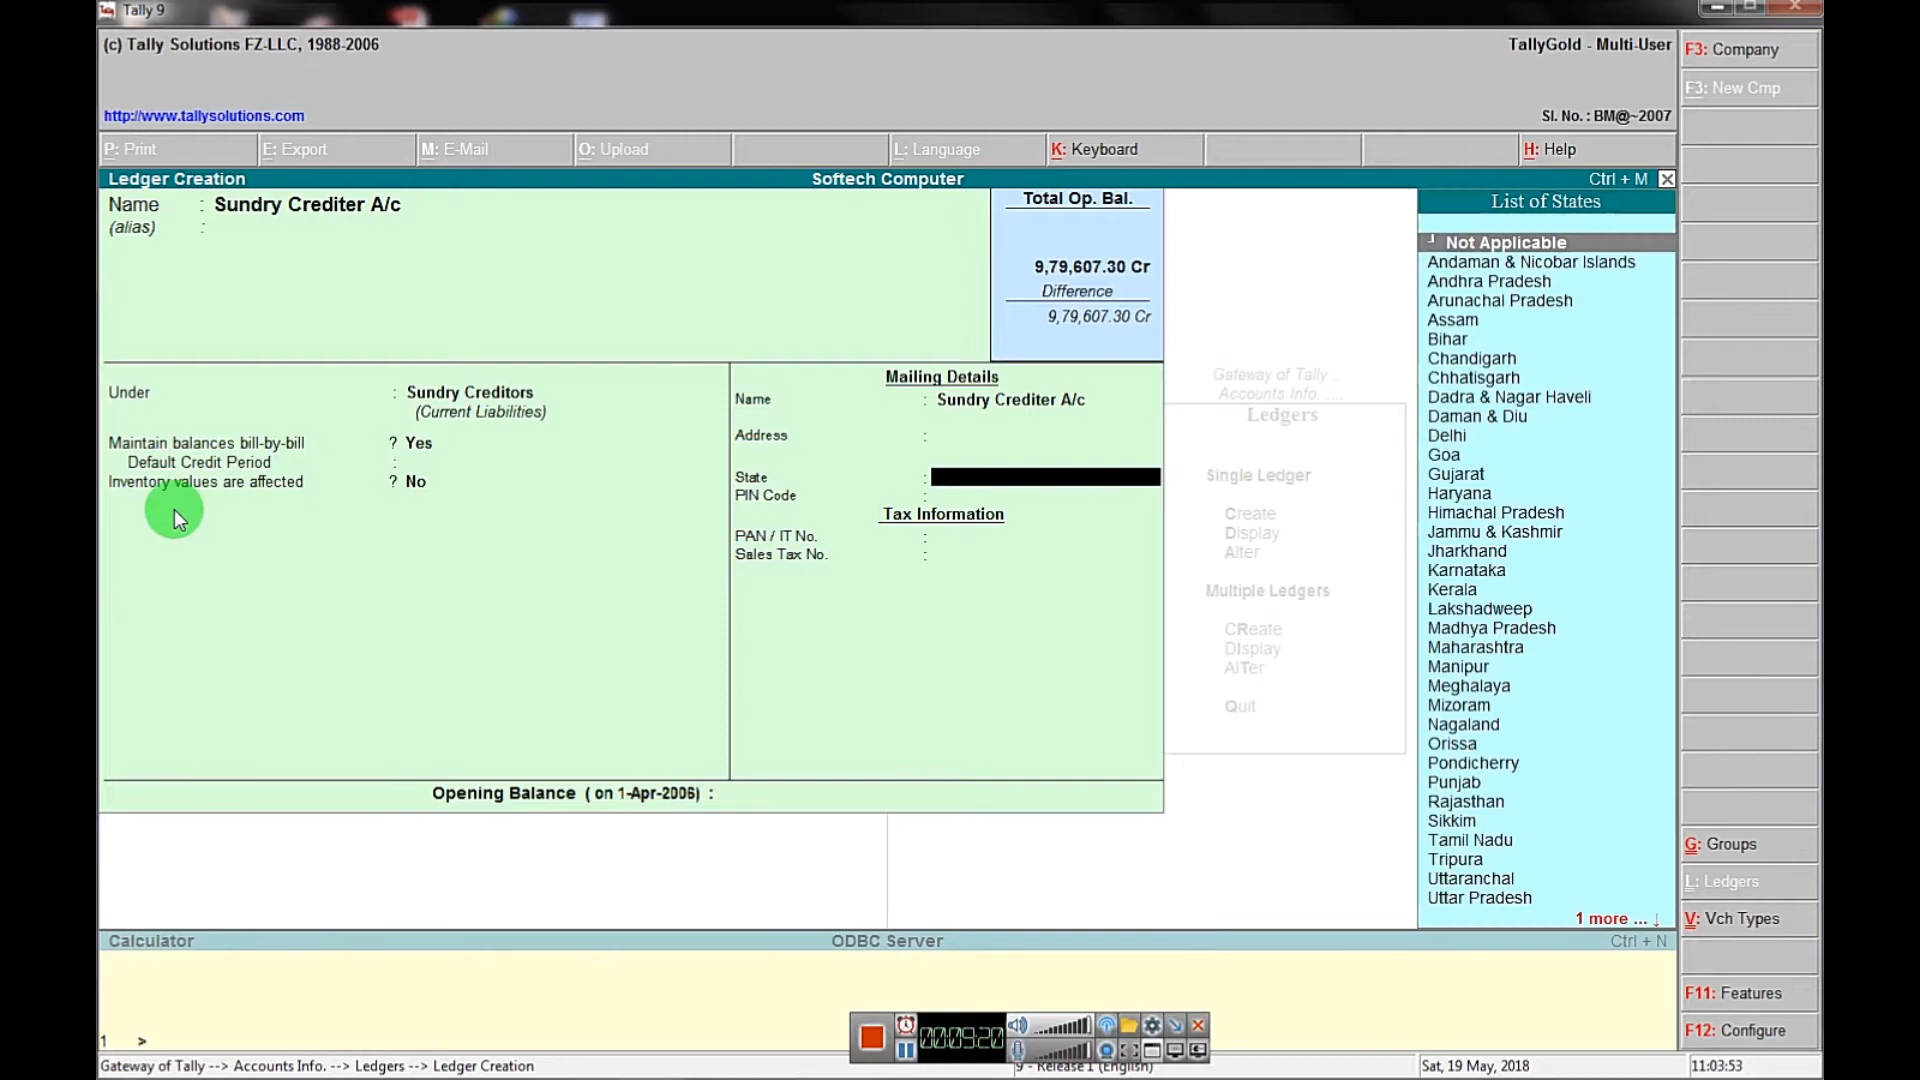 Tally 9
(c) Tally Solutions FZ-LLC, 1988-2006
TallyGold - Multi-User
http://www.tallysolutions.com
Sl. No. : BM@~2007
P: Print
E: Export
M: E-Mail
O: Upload
L: Language
K: Keyboard
H: Help
Ledger Creation
Softech Computer
Ctrl + M
Name : Sundry Crediter A/c
(alias) :
Total Op. Bal.
9,79,607.30 Cr
Difference
9,79,607.30 Cr
Under : Sundry Creditors
(Current Liabilities)
Maintain balances bill-by-bill ? Yes
Default Credit Period :
Inventory values are affected ? No
Mailing Details
Name : Sundry Crediter A/c
Address :
State :
PIN Code :
Tax Information
PAN / IT No. :
Sales Tax No. :
Opening Balance ( on 1-Apr-2006) :
Gateway of Tally ...
Accounts Info. .....
Ledgers
Single Ledger
Create
Display
Alter
Multiple Ledgers
CReate
DIsplay
AlTer
Quit
List of States
Not Applicable
Andaman & Nicobar Islands
Andhra Pradesh
Arunachal Pradesh
Assam
Bihar
Chandigarh
Chhatisgarh
Dadra & Nagar Haveli
Daman & Diu
Delhi
Goa
Gujarat
Haryana
Himachal Pradesh
Jammu & Kashmir
Jharkhand
Karnataka
Kerala
Lakshadweep
Madhya Pradesh
Maharashtra
Manipur
Meghalaya
Mizoram
Nagaland
Orissa
Pondicherry
Punjab
Rajasthan
Sikkim
Tamil Nadu
Tripura
Uttaranchal
Uttar Pradesh
1 more ... ↓
F3: Company
F3: New Cmp
G: Groups
L: Ledgers
V: Vch Types
F11: Features
F12: Configure
Calculator
ODBC Server
Ctrl + N
1 >
00:09:20
Gateway of Tally --> Accounts Info. --> Ledgers --> Ledger Creation
9 - Release 1 (English)
Sat, 19 May, 2018
11:03:53